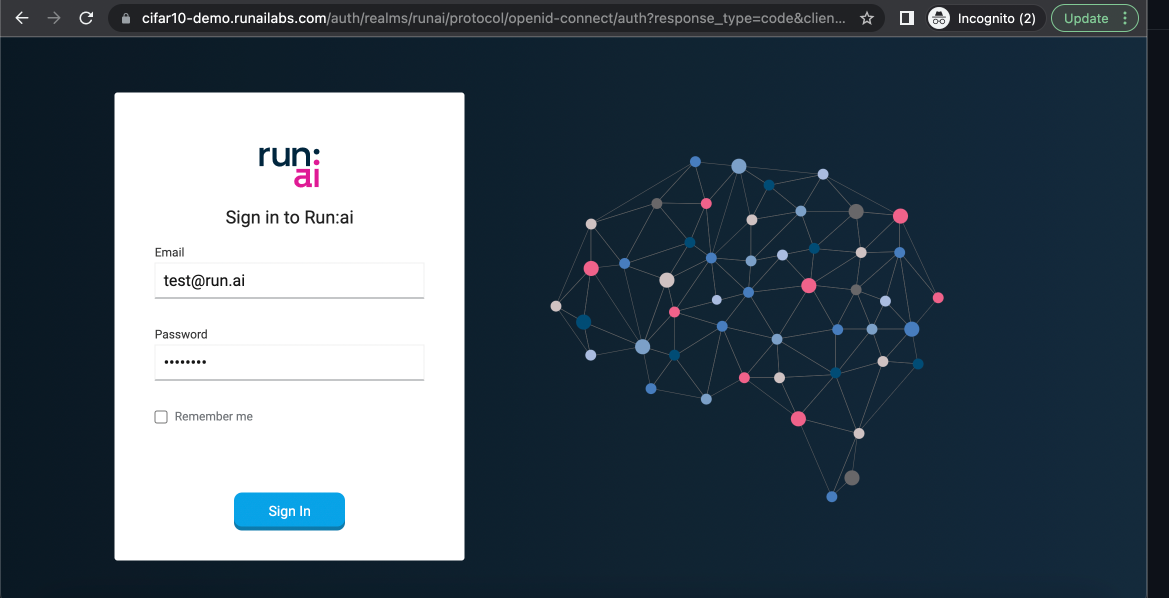 cifar10-demo.runailabs.com/auth/realms/runai/protocol/openid-connect/auth?response_type=code&clien...
Incognito (2)
Update
run:
ai
Sign in to Run:ai
Email
test@run.ai
Password
••••••••
Remember me
Sign In